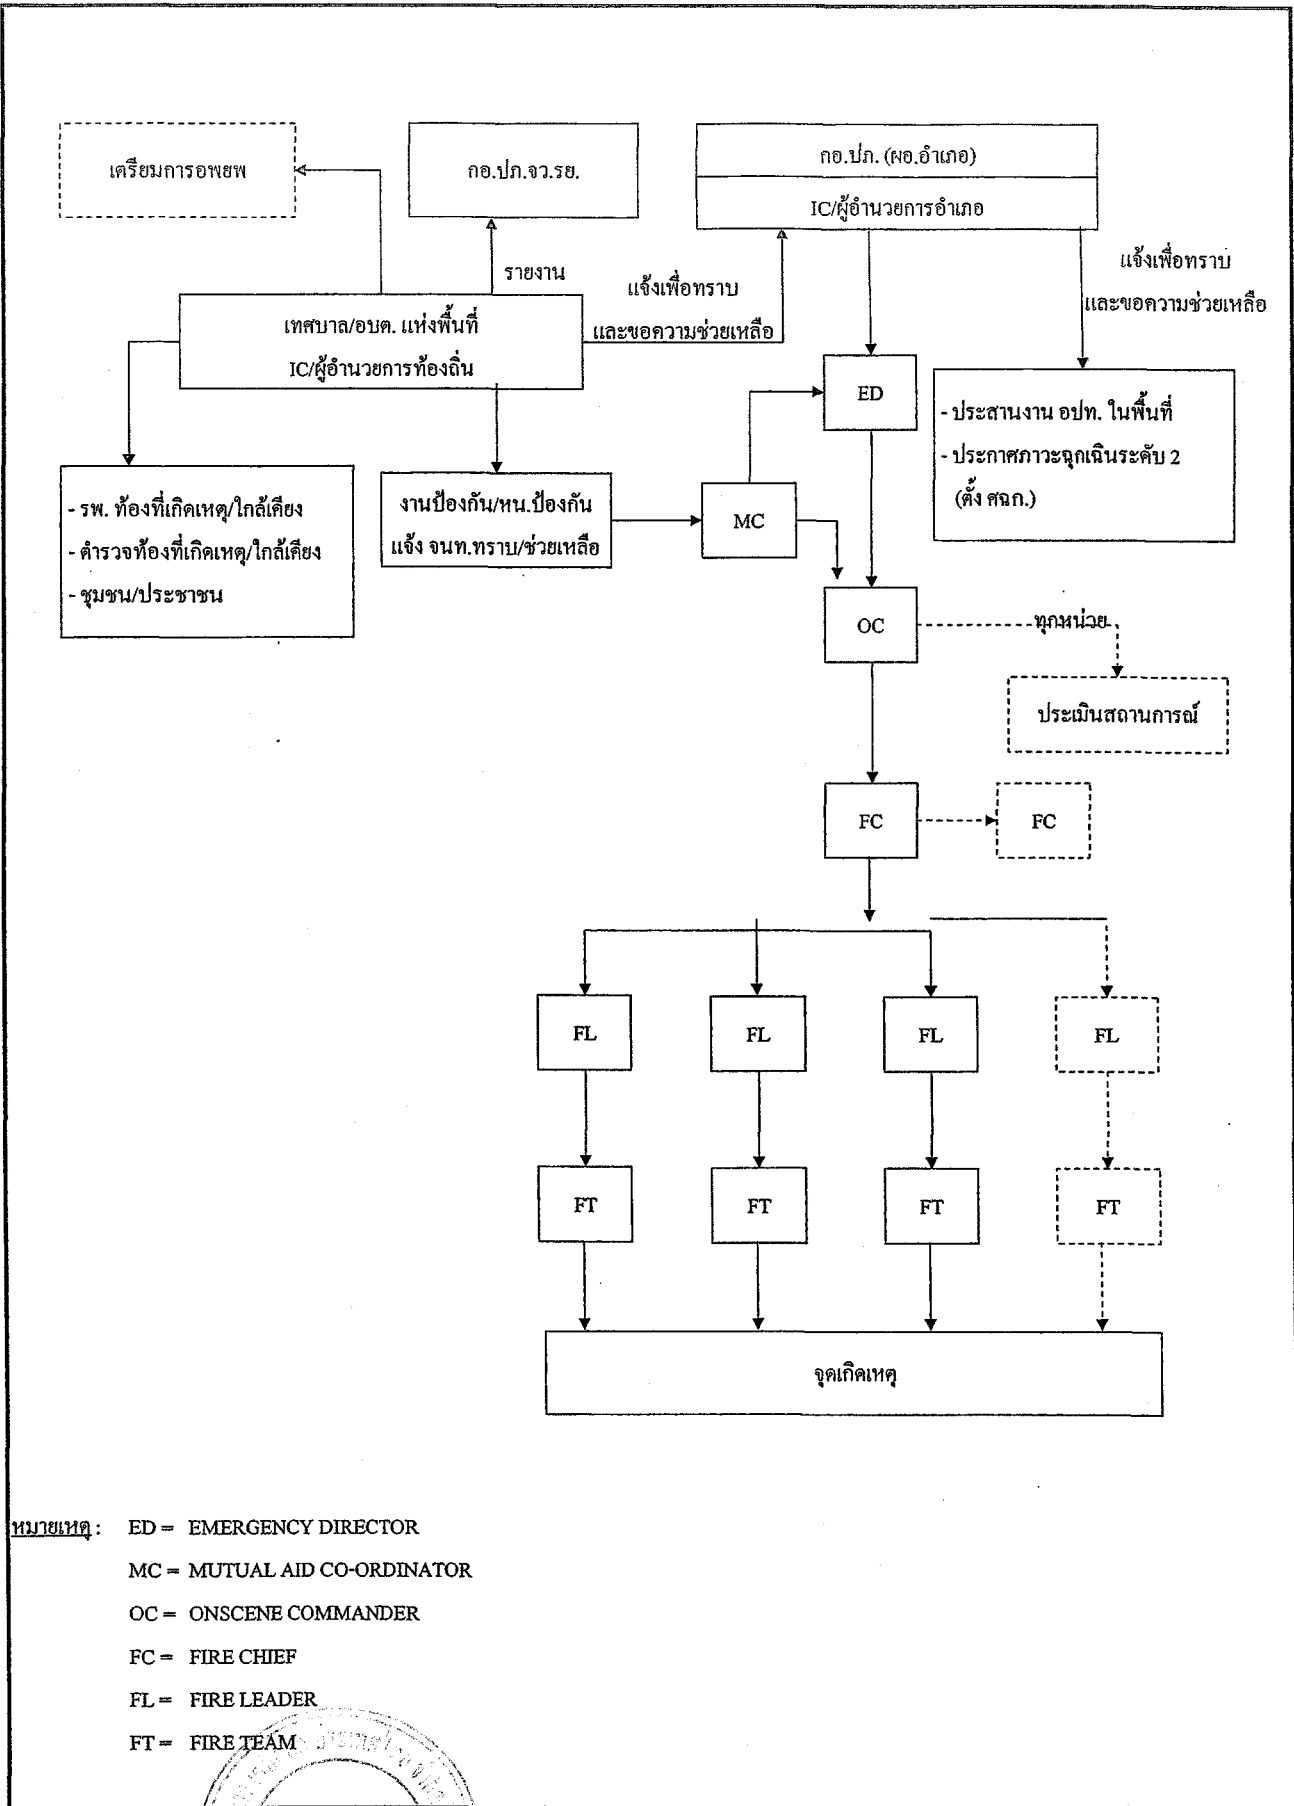 เตรียมการอพยพ
กอ.ปภ.จว.รย.
กอ.ปภ. (ผอ.อำเภอ)
IC/ผู้อำนวยการอำเภอ
รายงาน
แจ้งเพื่อทราบ
และขอความช่วยเหลือ
แจ้งเพื่อทราบ
และขอความช่วยเหลือ
เทศบาล/อบต. แห่งพื้นที่
IC/ผู้อำนวยการท้องถิ่น
ED
- ประสานงาน อปท. ในพื้นที่
- ประกาศภาวะฉุกเฉินระดับ 2
(ตั้ง ศฉก.)
- รพ. ท้องที่เกิดเหตุ/ใกล้เคียง
- ตำรวจท้องที่เกิดเหตุ/ใกล้เคียง
- ชุมชน/ประชาชน
งานป้องกัน/หน.ป้องกัน
แจ้ง จนท.ทราบ/ช่วยเหลือ
MC
OC
ทุกหน่วย
ประเมินสถานการณ์
FC
FC
FL
FL
FL
FL
FT
FT
FT
FT
จุดเกิดเหตุ
หมายเหตุ :
ED = EMERGENCY DIRECTOR
MC = MUTUAL AID CO-ORDINATOR
OC = ONSCENE COMMANDER
FC = FIRE CHIEF
FL = FIRE LEADER
FT = FIRE TEAM